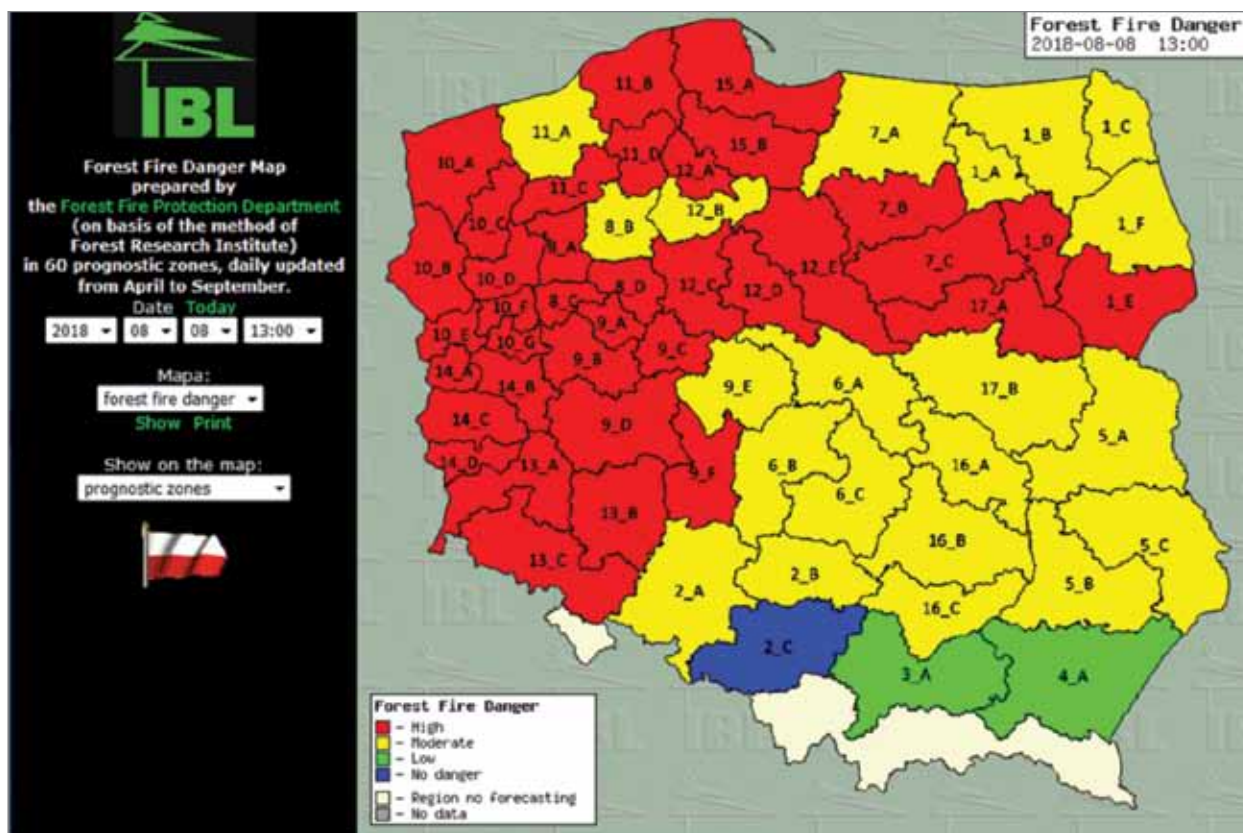 IBL
Forest Fire Danger Map
prepared by
the Forest Fire Protection Department
(on basis of the method of
Forest Research Institute)
in 60 prognostic zones, daily updated
from April to September.
Date Today
2018 08 08 13:00
Mapa:
forest fire danger
Show Print
Show on the map:
prognostic zones
Forest Fire Danger
2018-08-08 13:00
11_B
15_A
11_A
7_A
1_B
1_C
10_A
11_D
15_B
12_A
1_A
11_C
10_C
8_B
12_B
7_B
1_F
8_A
1_D
10_B
10_D
8_D
12_C
12_D
12_E
7_C
1_E
10_F
8_C
17_A
10_E
10_G
9_A
9_B
9_C
14_A
14_B
9_E
6_A
17_B
14_C
9_D
5_A
14_D
13_A
9_F
6_B
16_A
6_C
13_B
16_B
5_C
13_C
2_A
2_B
5_B
16_C
2_C
3_A
4_A
Forest Fire Danger
– High
– Moderate
– Low
– No danger
– Region no forecasting
– No data